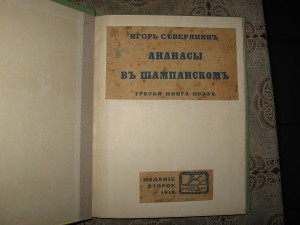 ИГОРЬ СѢВЕРЯНИНЪ
АНАНАСЫ
ВЪ ШАМПАНСКОМЪ
ТРЕТЬЯ КНИГА ПОЭЗЪ
ИЗДАНІЕ
ВТОРОЕ